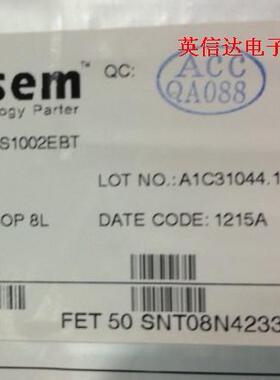 英信达电子
sem™ QC: ACC
QA088
ogy Parter
S1002EBT
LOT NO.: A1C31044.1
OP 8L DATE CODE: 1215A
FET 50 SNT08N4233